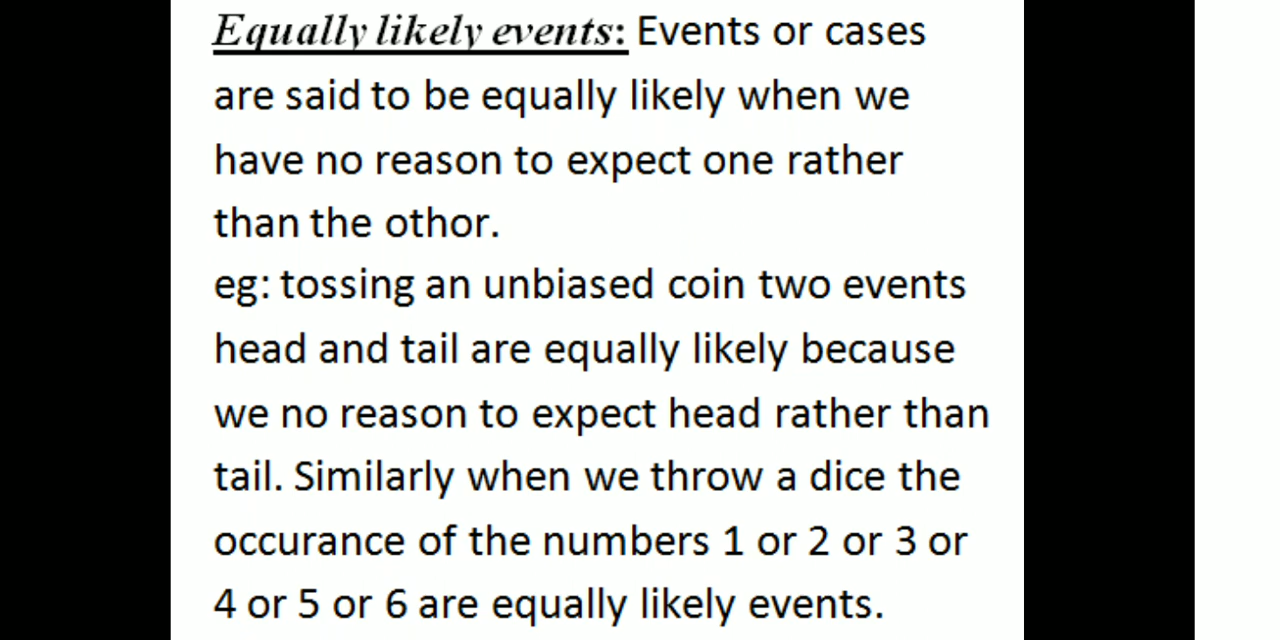 Equally likely events: Events or cases
are said to be equally likely when we
have no reason to expect one rather
than the othor.
eg: tossing an unbiased coin two events
head and tail are equally likely because
we no reason to expect head rather than
tail. Similarly when we throw a dice the
occurance of the numbers 1 or 2 or 3 or
4 or 5 or 6 are equally likely events.